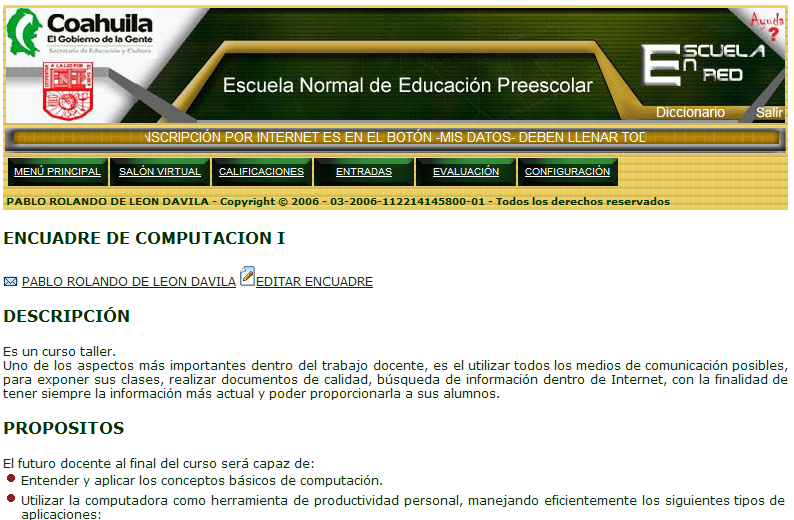 Coahuila
El Gobierno de la Gente
Secretaría de Educación y Cultura
Ayuda
?
Escuela Normal de Educación Preescolar
ESCUELA
EN
RED
Diccionario Salir
NSCRIPCIÓN POR INTERNET ES EN EL BOTÓN -MIS DATOS- DEBEN LLENAR TOD
MENÚ PRINCIPAL SALÓN VIRTUAL CALIFICACIONES ENTRADAS EVALUACIÓN CONFIGURACIÓN
PABLO ROLANDO DE LEON DAVILA - Copyright © 2006 - 03-2006-112214145800-01 - Todos los derechos reservados
ENCUADRE DE COMPUTACION I
PABLO ROLANDO DE LEON DAVILA EDITAR ENCUADRE
DESCRIPCIÓN
Es un curso taller.
Uno de los aspectos más importantes dentro del trabajo docente, es el utilizar todos los medios de comunicación posibles,
para exponer sus clases, realizar documentos de calidad, búsqueda de información dentro de Internet, con la finalidad de
tener siempre la información más actual y poder proporcionarla a sus alumnos.
PROPOSITOS
El futuro docente al final del curso será capaz de:
Entender y aplicar los conceptos básicos de computación.
Utilizar la computadora como herramienta de productividad personal, manejando eficientemente los siguientes tipos de
aplicaciones: